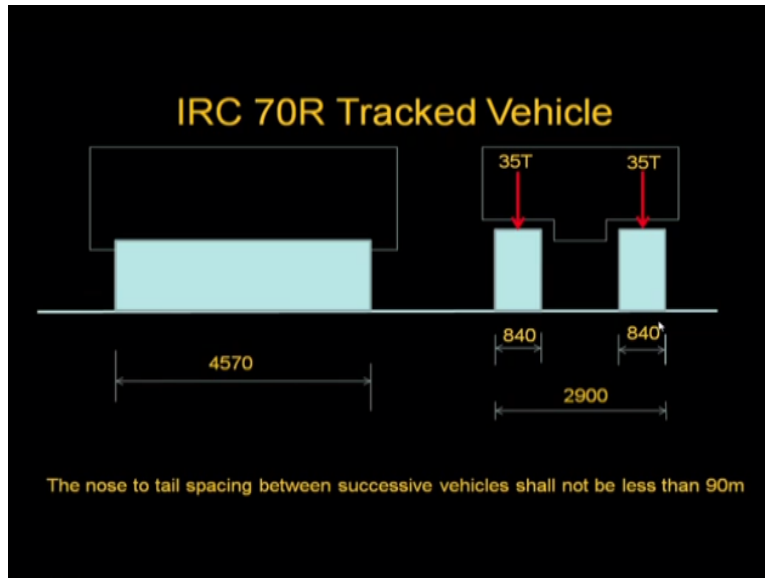 IRC 70R Tracked Vehicle
35T
35T
840
840
4570
2900
The nose to tail spacing between successive vehicles shall not be less than 90m